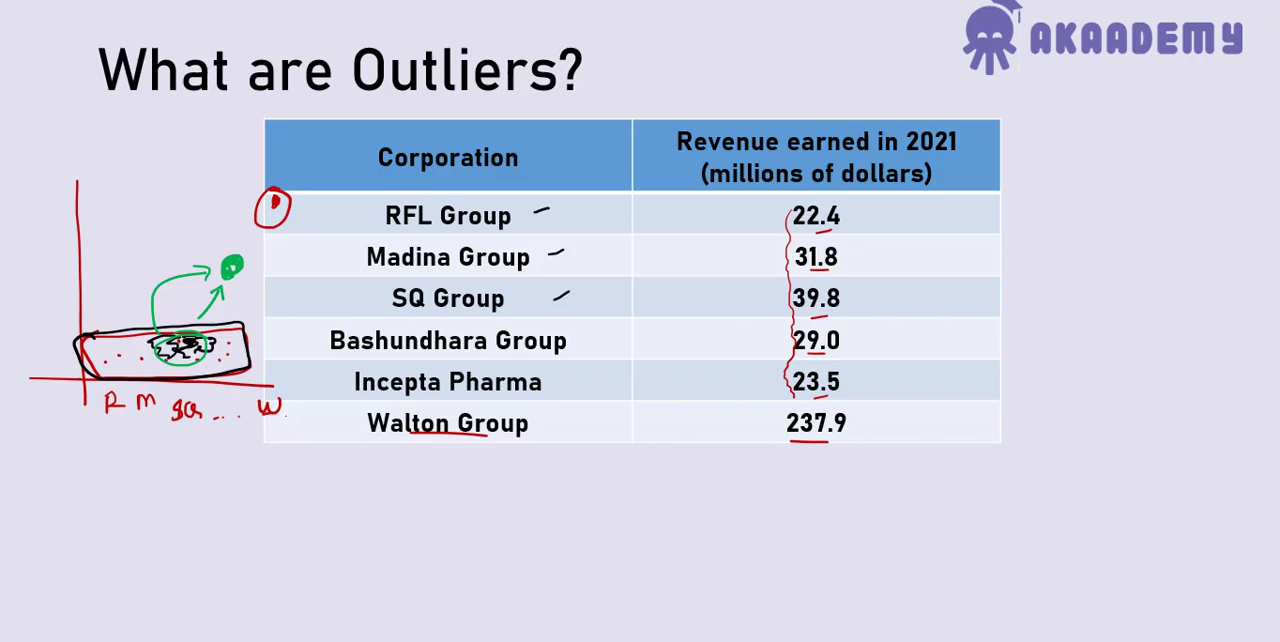 AKAADEMY
What are Outliers?
Corporation Revenue earned in 2021 (millions of dollars)
RFL Group 22.4
Madina Group 31.8
SQ Group 39.8
Bashundhara Group 29.0
Incepta Pharma 23.5
Walton Group 237.9
R M SQ ... W